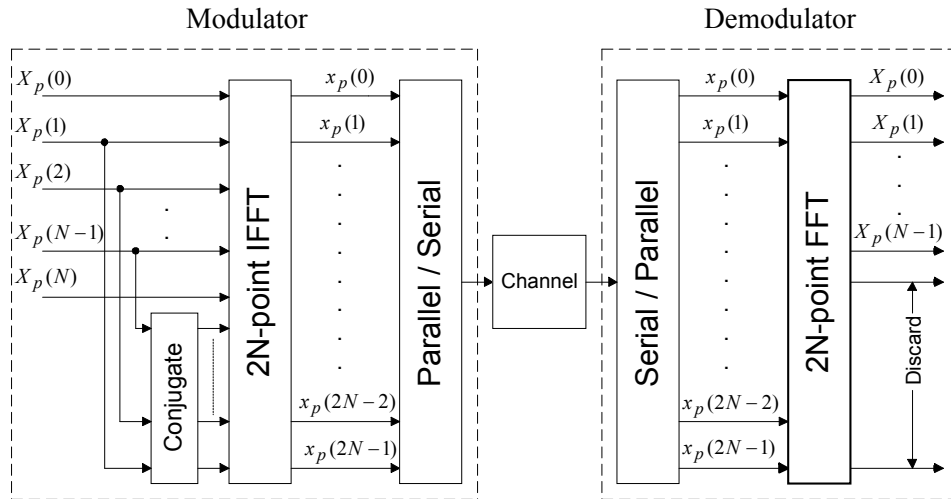 Modulator
X_p(0)
X_p(1)
X_p(2)
X_p(N-1)
X_p(N)
Conjugate
2N-point IFFT
x_p(0)
x_p(1)
x_p(2N-2)
x_p(2N-1)
Parallel / Serial
Channel
Demodulator
Serial / Parallel
x_p(0)
x_p(1)
x_p(2N-2)
x_p(2N-1)
2N-point FFT
X_p(0)
X_p(1)
X_p(N-1)
Discard